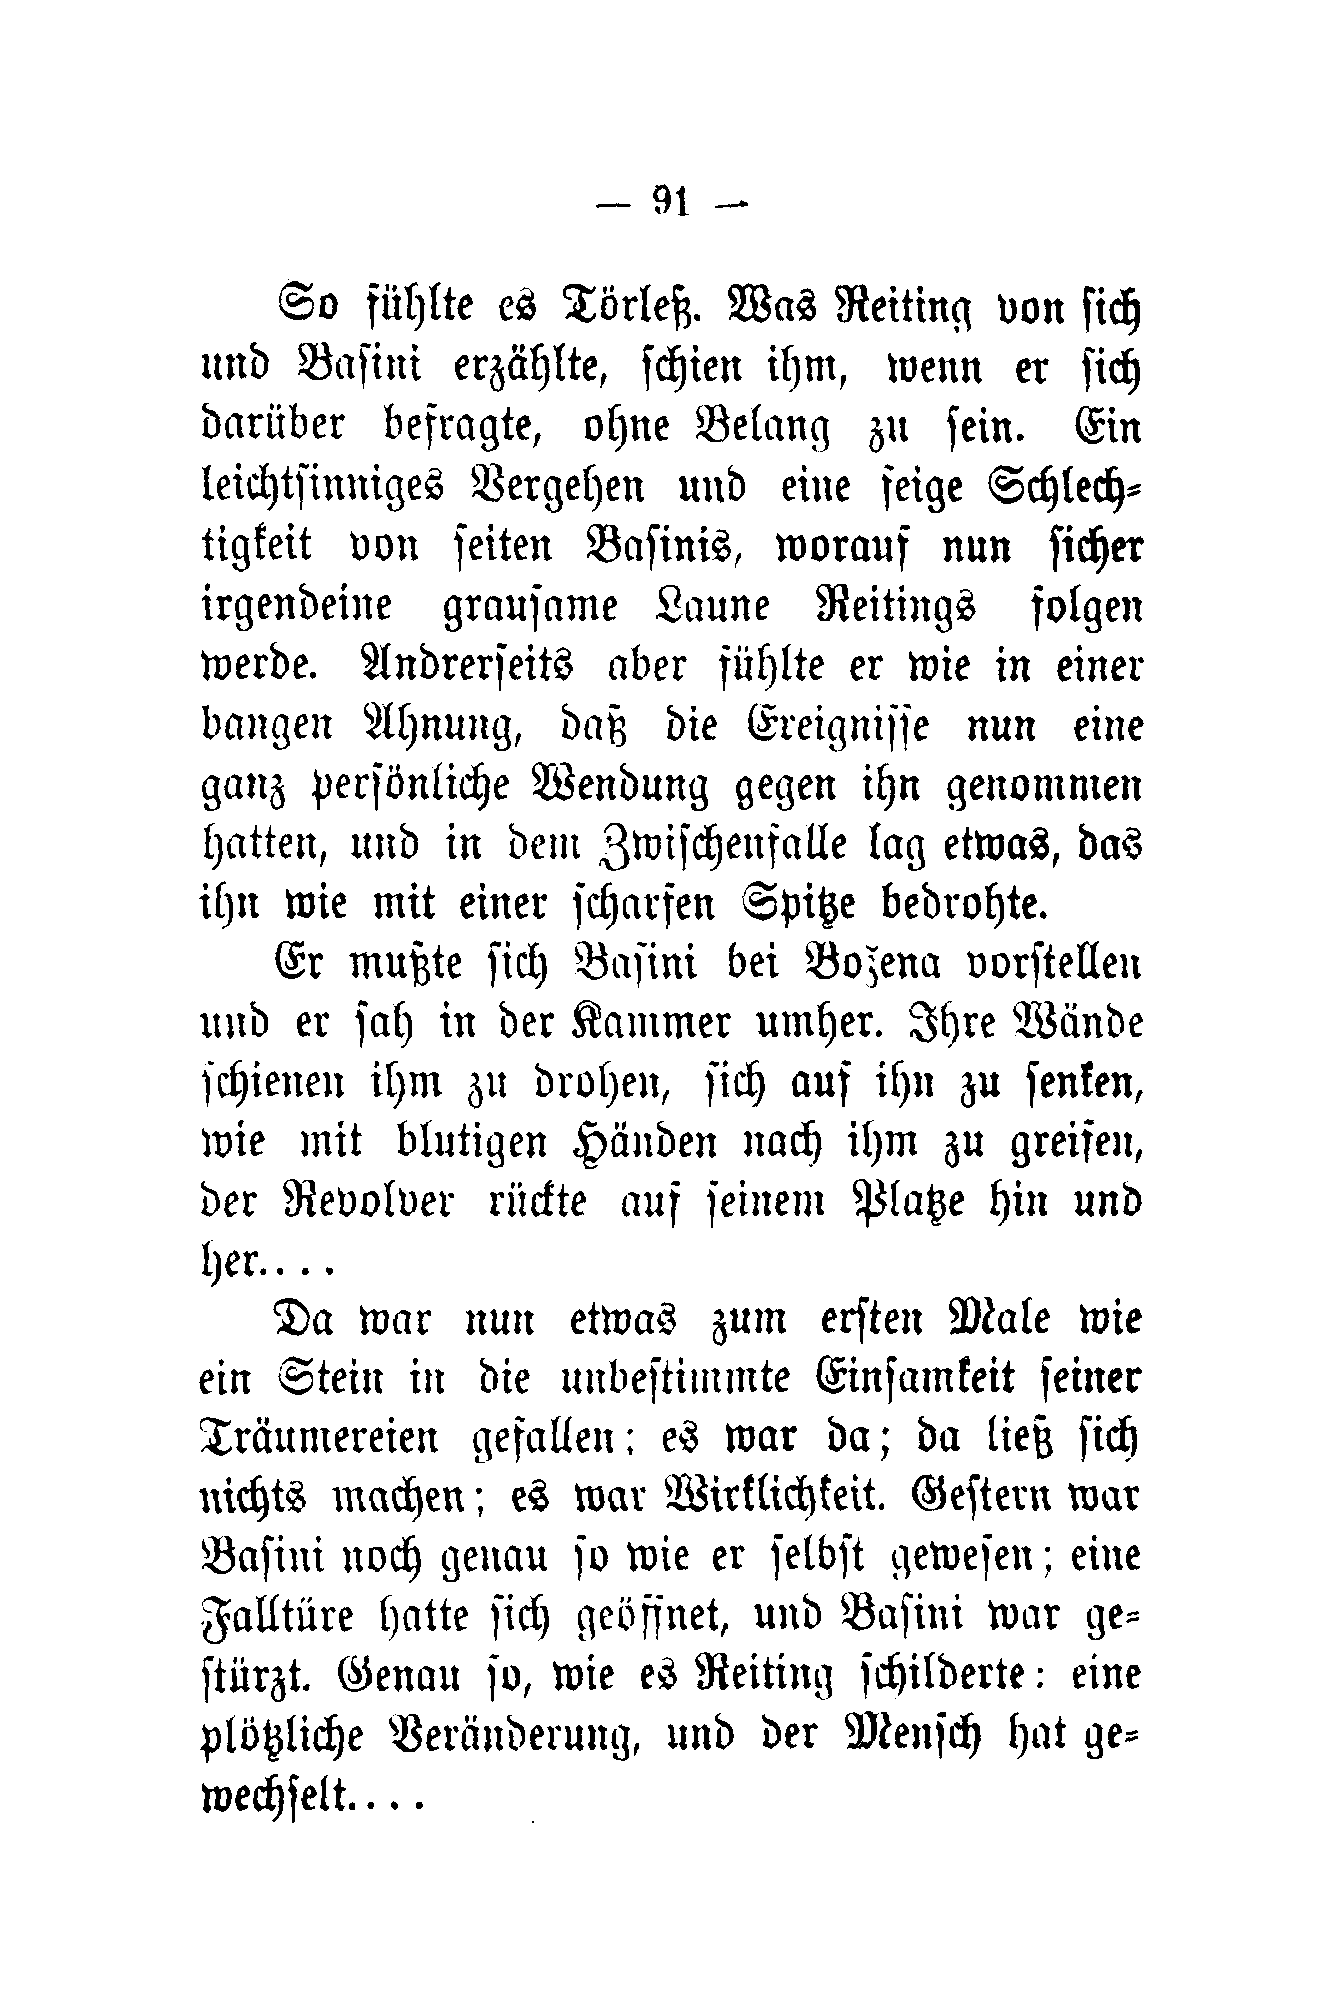 — 91 —
So fühlte es Törleß. Was Reiting von sich
und Basini erzählte, schien ihm, wenn er sich
darüber befragte, ohne Belang zu sein. Ein
leichtsinniges Vergehen und eine feige Schlech-
tigkeit von seiten Basinis, worauf nun sicher
irgendeine grausame Laune Reitings folgen
werde. Andrerseits aber fühlte er wie in einer
bangen Ahnung, daß die Ereignisse nun eine
ganz persönliche Wendung gegen ihn genommen
hatten, und in dem Zwischenfalle lag etwas, das
ihn wie mit einer scharfen Spitze bedrohte.
Er mußte sich Basini bei Bozena vorstellen
und er sah in der Kammer umher. Ihre Wände
schienen ihm zu drohen, sich auf ihn zu senken,
wie mit blutigen Händen nach ihm zu greifen,
der Revolver rückte auf seinem Platze hin und
her....
Da war nun etwas zum ersten Male wie
ein Stein in die unbestimmte Einsamkeit seiner
Träumereien gefallen; es war da; da ließ sich
nichts machen; es war Wirklichkeit. Gestern war
Basini noch genau so wie er selbst gewesen; eine
Falltüre hatte sich geöffnet, und Basini war ge-
stürzt. Genau so, wie es Reiting schilderte: eine
plötzliche Veränderung, und der Mensch hat ge-
wechselt....